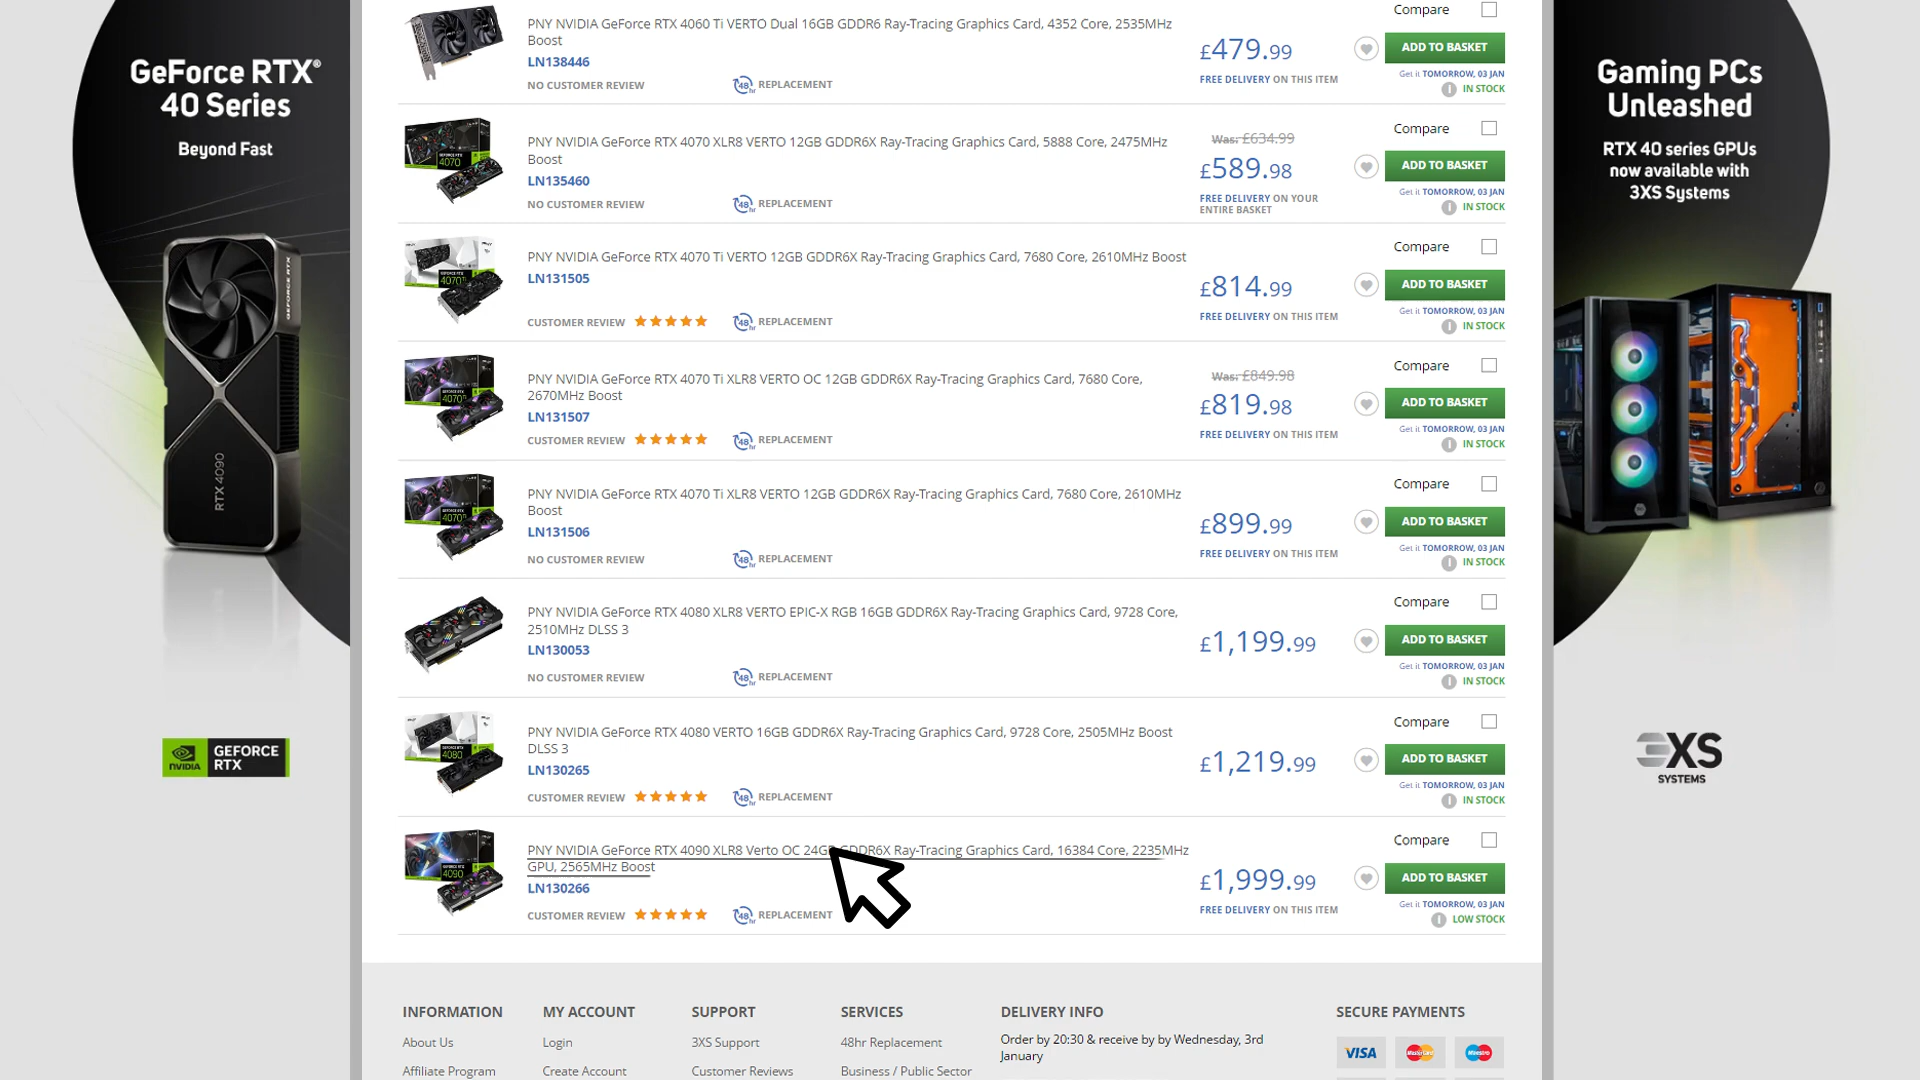 GeForce RTX®
40 Series
Beyond Fast
GEFORCE RTX
RTX 4090
NVIDIA
GEFORCE
RTX
PNY NVIDIA GeForce RTX 4060 Ti VERTO Dual 16GB GDDR6 Ray-Tracing Graphics Card, 4352 Core, 2535MHz
Boost
LN138446
NO CUSTOMER REVIEW
48hr REPLACEMENT
£479.99
FREE DELIVERY ON THIS ITEM
Compare
ADD TO BASKET
Get it TOMORROW, 03 JAN
IN STOCK
4070
PNY NVIDIA GeForce RTX 4070 XLR8 VERTO 12GB GDDR6X Ray-Tracing Graphics Card, 5888 Core, 2475MHz
Boost
LN135460
NO CUSTOMER REVIEW
48hr REPLACEMENT
Was: £634.99
£589.98
FREE DELIVERY ON YOUR
ENTIRE BASKET
Compare
ADD TO BASKET
Get it TOMORROW, 03 JAN
IN STOCK
PNY NVIDIA GeForce RTX 4070 Ti VERTO 12GB GDDR6X Ray-Tracing Graphics Card, 7680 Core, 2610MHz Boost
LN131505
CUSTOMER REVIEW
48hr REPLACEMENT
£814.99
FREE DELIVERY ON THIS ITEM
Compare
ADD TO BASKET
Get it TOMORROW, 03 JAN
IN STOCK
PNY NVIDIA GeForce RTX 4070 Ti XLR8 VERTO OC 12GB GDDR6X Ray-Tracing Graphics Card, 7680 Core,
2670MHz Boost
LN131507
CUSTOMER REVIEW
48hr REPLACEMENT
Was: £849.98
£819.98
FREE DELIVERY ON THIS ITEM
Compare
ADD TO BASKET
Get it TOMORROW, 03 JAN
IN STOCK
PNY NVIDIA GeForce RTX 4070 Ti XLR8 VERTO 12GB GDDR6X Ray-Tracing Graphics Card, 7680 Core, 2610MHz
Boost
LN131506
NO CUSTOMER REVIEW
48hr REPLACEMENT
£899.99
FREE DELIVERY ON THIS ITEM
Compare
ADD TO BASKET
Get it TOMORROW, 03 JAN
IN STOCK
PNY NVIDIA GeForce RTX 4080 XLR8 VERTO EPIC-X RGB 16GB GDDR6X Ray-Tracing Graphics Card, 9728 Core,
2510MHz DLSS 3
LN130053
NO CUSTOMER REVIEW
48hr REPLACEMENT
£1,199.99
Compare
ADD TO BASKET
Get it TOMORROW, 03 JAN
IN STOCK
4080
PNY NVIDIA GeForce RTX 4080 VERTO 16GB GDDR6X Ray-Tracing Graphics Card, 9728 Core, 2505MHz Boost
DLSS 3
LN130265
CUSTOMER REVIEW
48hr REPLACEMENT
£1,219.99
Compare
ADD TO BASKET
Get it TOMORROW, 03 JAN
IN STOCK
4090
PNY NVIDIA GeForce RTX 4090 XLR8 Verto OC 24GB GDDR6X Ray-Tracing Graphics Card, 16384 Core, 2235MHz
GPU, 2565MHz Boost
LN130266
CUSTOMER REVIEW
48hr REPLACEMENT
£1,999.99
FREE DELIVERY ON THIS ITEM
Compare
ADD TO BASKET
Get it TOMORROW, 03 JAN
LOW STOCK
INFORMATION
About Us
Affiliate Program
MY ACCOUNT
Login
Create Account
SUPPORT
3XS Support
Customer Reviews
SERVICES
48hr Replacement
Business / Public Sector
DELIVERY INFO
Order by 20:30 & receive by by Wednesday, 3rd
January
SECURE PAYMENTS
VISA
MasterCard
Maestro
Gaming PCs
Unleashed
RTX 40 series GPUs
now available with
3XS Systems
3XS
SYSTEMS